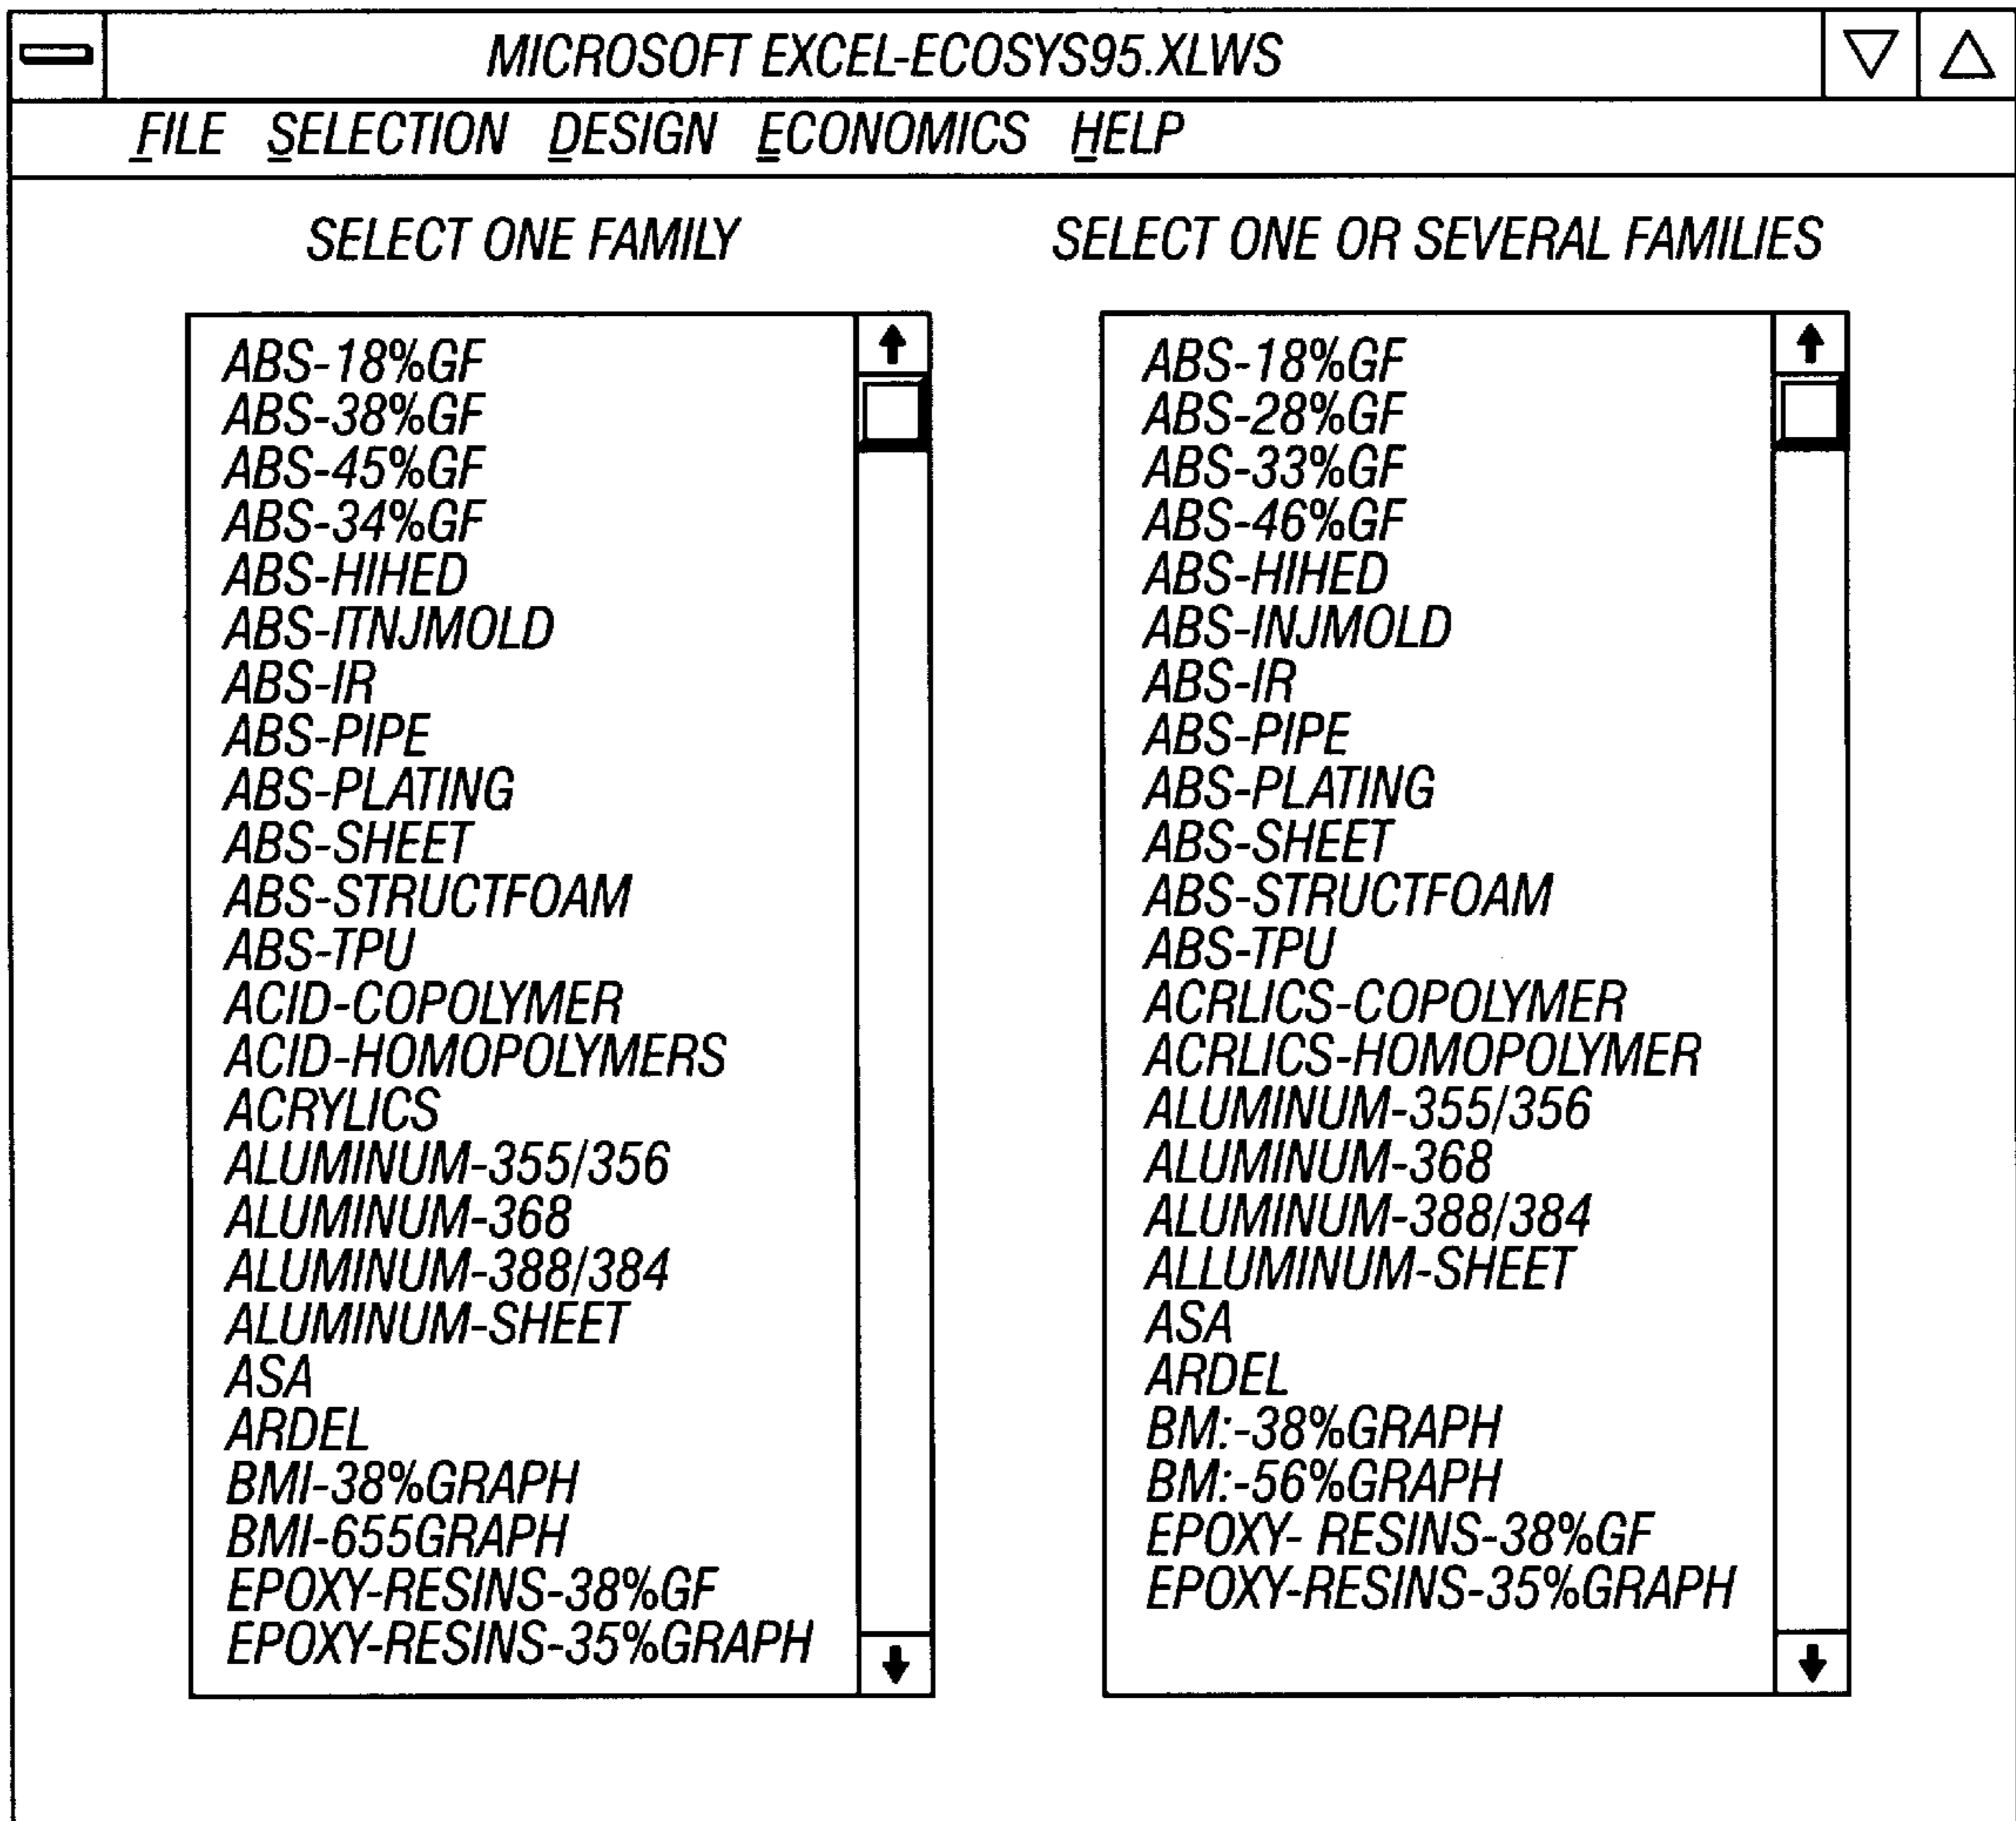 MICROSOFT EXCEL-ECOSYS95.XLWS
FILE SELECTION DESIGN ECONOMICS HELP
SELECT ONE FAMILY
ABS-18%GF
ABS-38%GF
ABS-45%GF
ABS-34%GF
ABS-HIHED
ABS-ITNJMOLD
ABS-IR
ABS-PIPE
ABS-PLATING
ABS-SHEET
ABS-STRUCTFOAM
ABS-TPU
ACID-COPOLYMER
ACID-HOMOPOLYMERS
ACRYLICS
ALUMINUM-355/356
ALUMINUM-368
ALUMINUM-388/384
ALUMINUM-SHEET
ASA
ARDEL
BMI-38%GRAPH
BMI-655GRAPH
EPOXY-RESINS-38%GF
EPOXY-RESINS-35%GRAPH
SELECT ONE OR SEVERAL FAMILIES
ABS-18%GF
ABS-28%GF
ABS-33%GF
ABS-46%GF
ABS-HIHED
ABS-INJMOLD
ABS-IR
ABS-PIPE
ABS-PLATING
ABS-SHEET
ABS-STRUCTFOAM
ABS-TPU
ACRLICS-COPOLYMER
ACRLICS-HOMOPOLYMER
ALUMINUM-355/356
ALUMINUM-368
ALUMINUM-388/384
ALLUMINUM-SHEET
ASA
ARDEL
BM:-38%GRAPH
BM:-56%GRAPH
EPOXY- RESINS-38%GF
EPOXY-RESINS-35%GRAPH